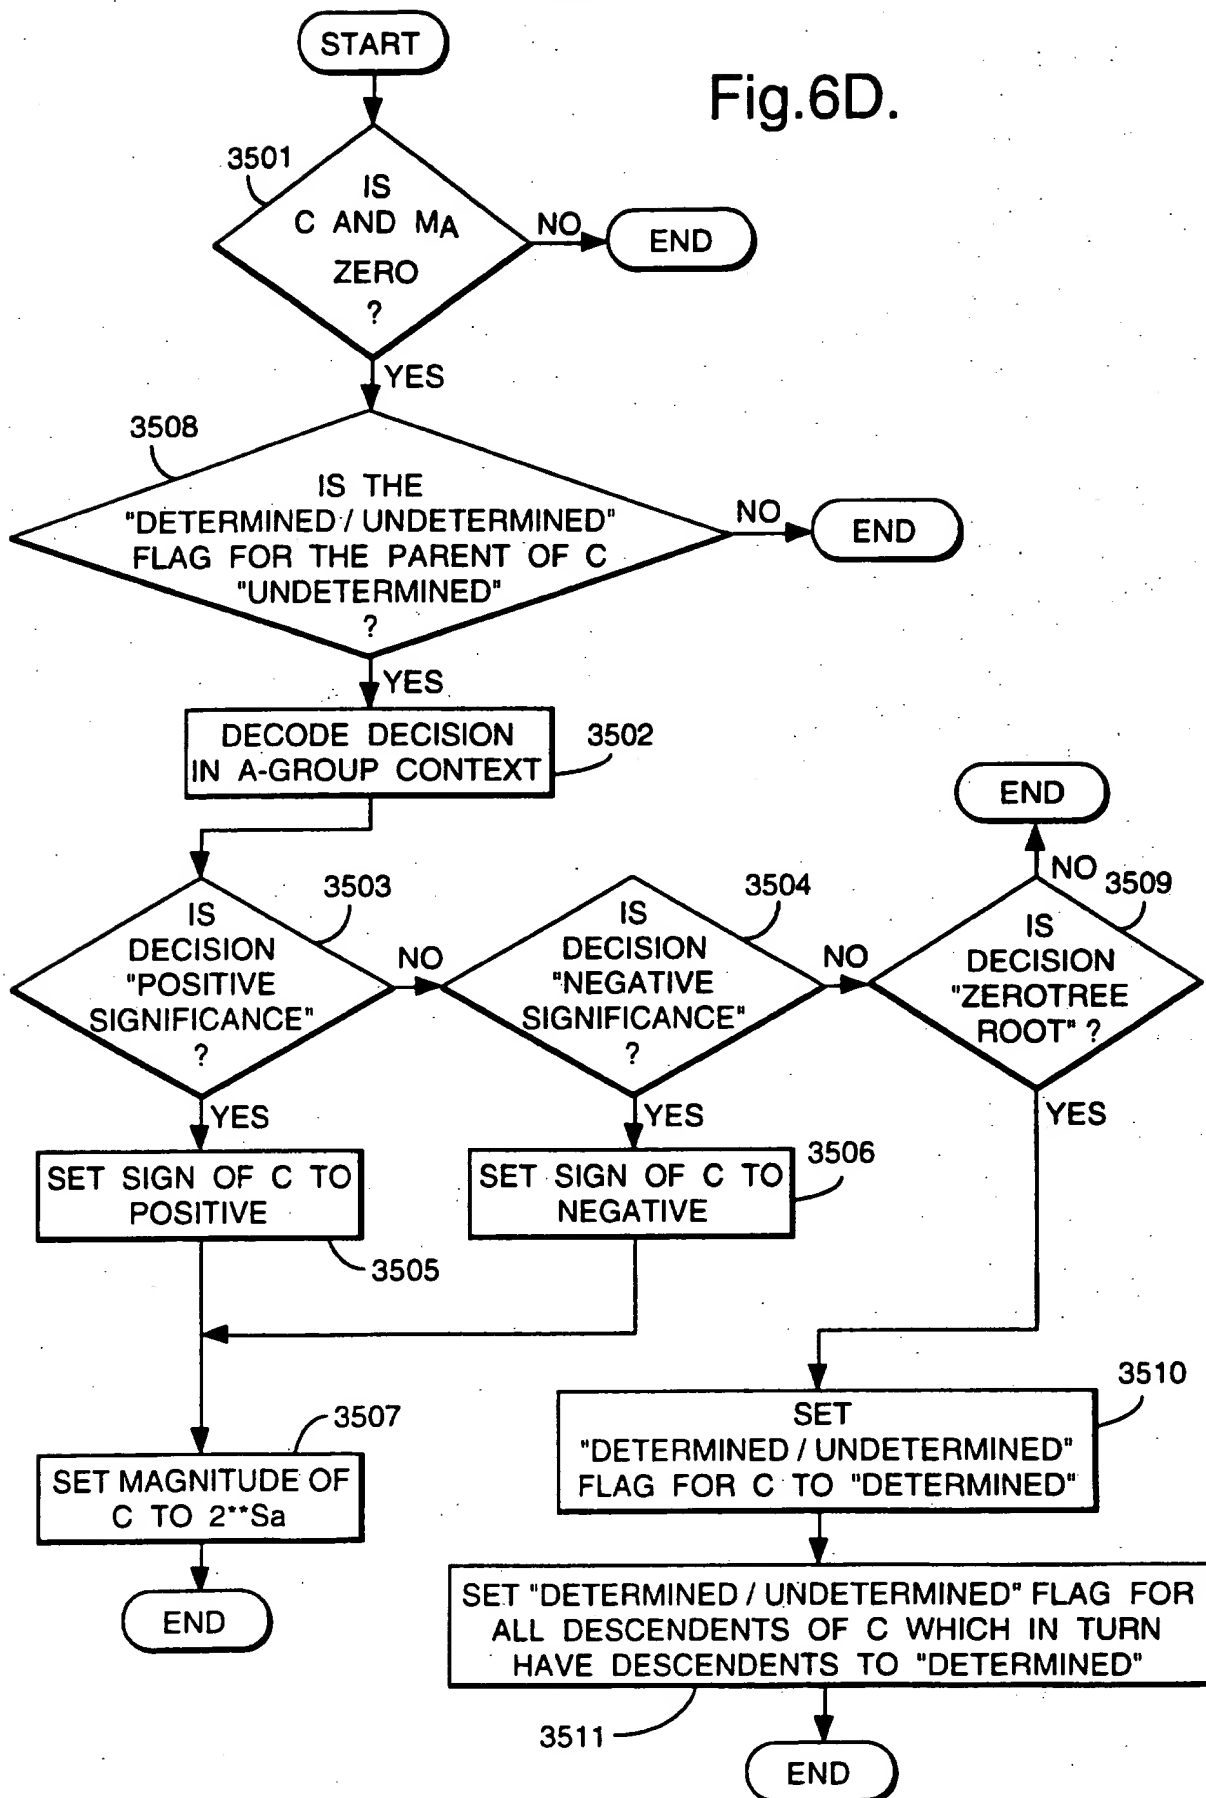 START
Fig.6D.
3501
IS
C AND MA
ZERO
?
NO
END
YES
3508
IS THE
"DETERMINED / UNDETERMINED"
FLAG FOR THE PARENT OF C
"UNDETERMINED"
?
NO
END
YES
DECODE DECISION
IN A-GROUP CONTEXT
3502
END
NO
3503
IS
DECISION
"POSITIVE
SIGNIFICANCE"
?
NO
3504
IS
DECISION
"NEGATIVE
SIGNIFICANCE"
?
NO
3509
IS
DECISION
"ZEROTREE
ROOT" ?
YES
YES
YES
SET SIGN OF C TO
POSITIVE
3505
SET SIGN OF C TO
NEGATIVE
3506
3507
SET MAGNITUDE OF
C TO 2**Sa
END
3510
SET
"DETERMINED / UNDETERMINED"
FLAG FOR C TO "DETERMINED"
SET "DETERMINED / UNDETERMINED" FLAG FOR
ALL DESCENDENTS OF C WHICH IN TURN
HAVE DESCENDENTS TO "DETERMINED"
3511
END